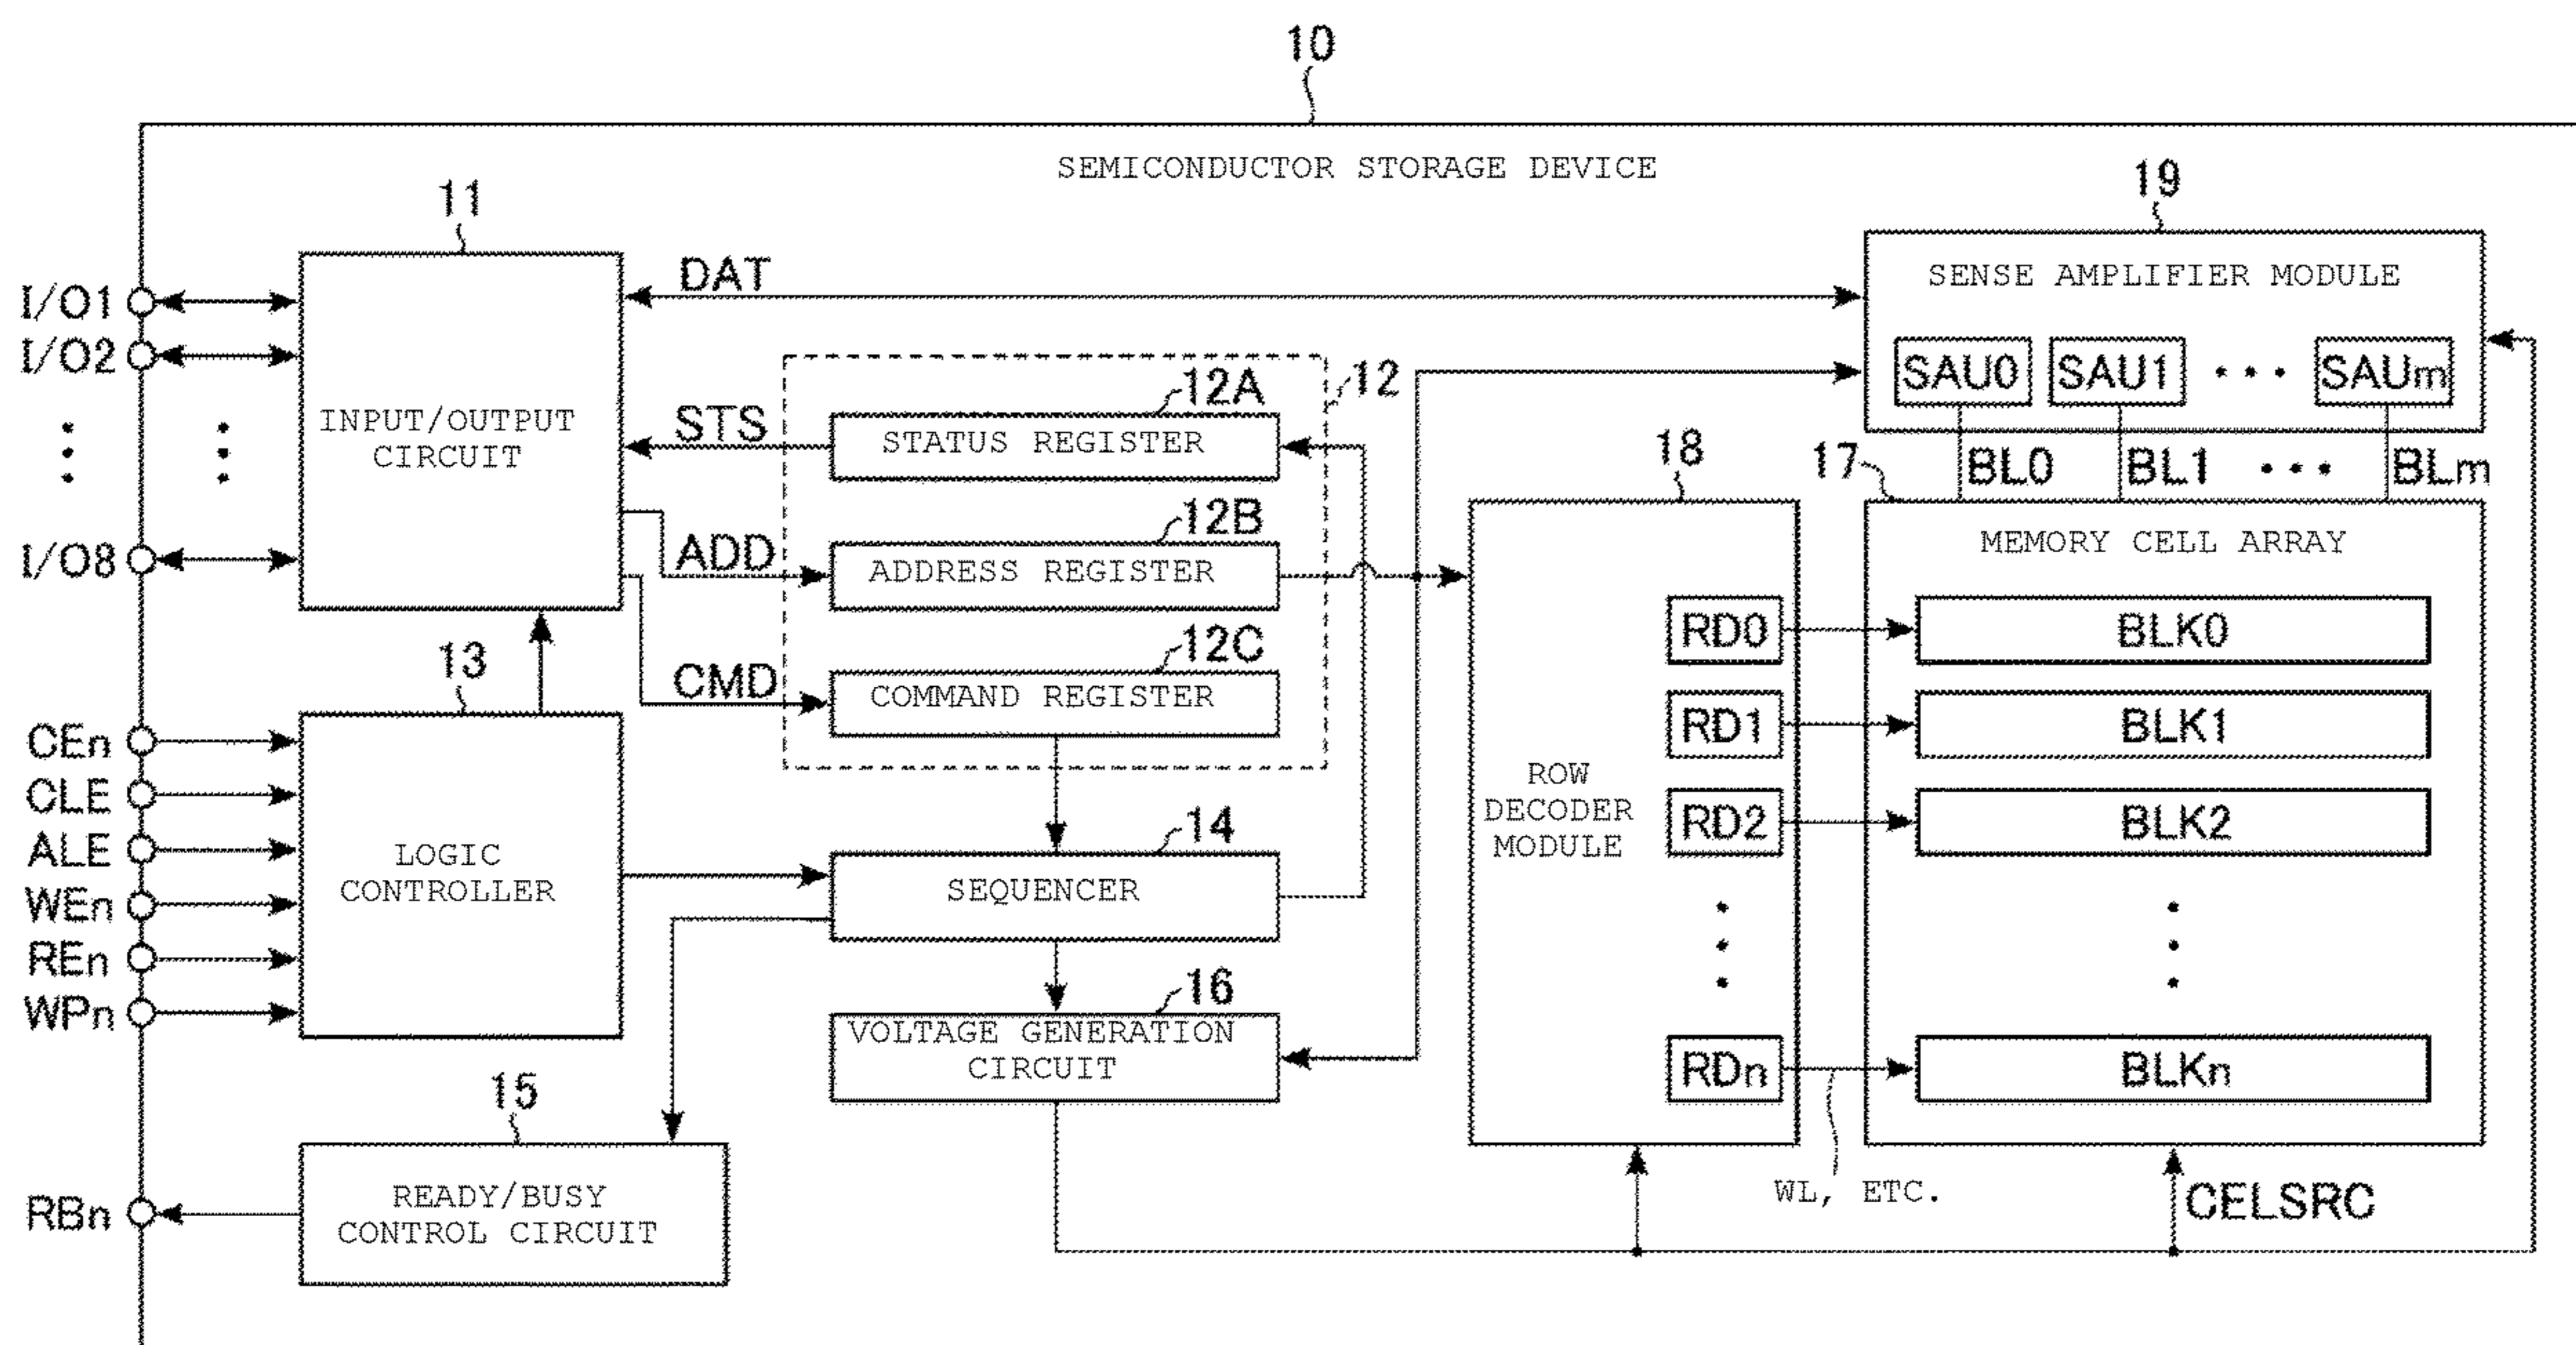 10
SEMICONDUCTOR STORAGE DEVICE
11
19
I/O1
I/O2
I/O8
INPUT/OUTPUT
CIRCUIT
DAT
STS
ADD
CMD
12
12A
STATUS REGISTER
12B
ADDRESS REGISTER
12C
COMMAND REGISTER
SENSE AMPLIFIER MODULE
SAU0 SAU1 ··· SAUm
BL0 BL1 ··· BLm
17
MEMORY CELL ARRAY
18
ROW
DECODER
MODULE
RD0 BLK0
RD1 BLK1
RD2 BLK2
RDn BLKn
13
CEn
CLE
ALE
WEn
REn
WPn
LOGIC
CONTROLLER
14
SEQUENCER
16
VOLTAGE GENERATION
CIRCUIT
15
RBn
READY/BUSY
CONTROL CIRCUIT
WL, ETC.
CELSRC